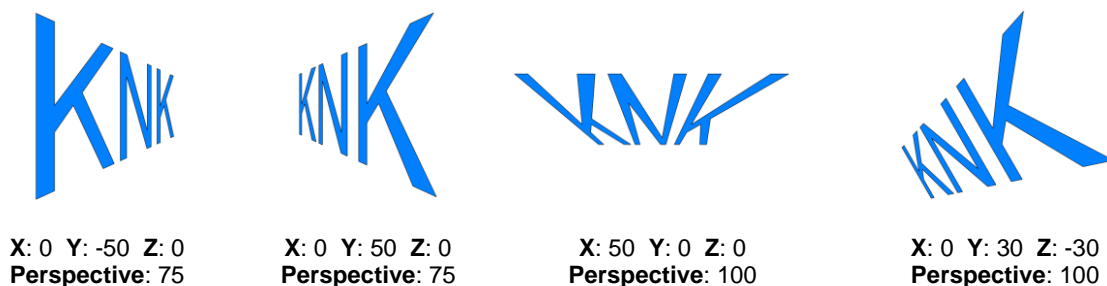 KNK
KNK
KNK
KNK
X: 0 Y: -50 Z: 0
Perspective: 75
X: 0 Y: 50 Z: 0
Perspective: 75
X: 50 Y: 0 Z: 0
Perspective: 100
X: 0 Y: 30 Z: -30
Perspective: 100